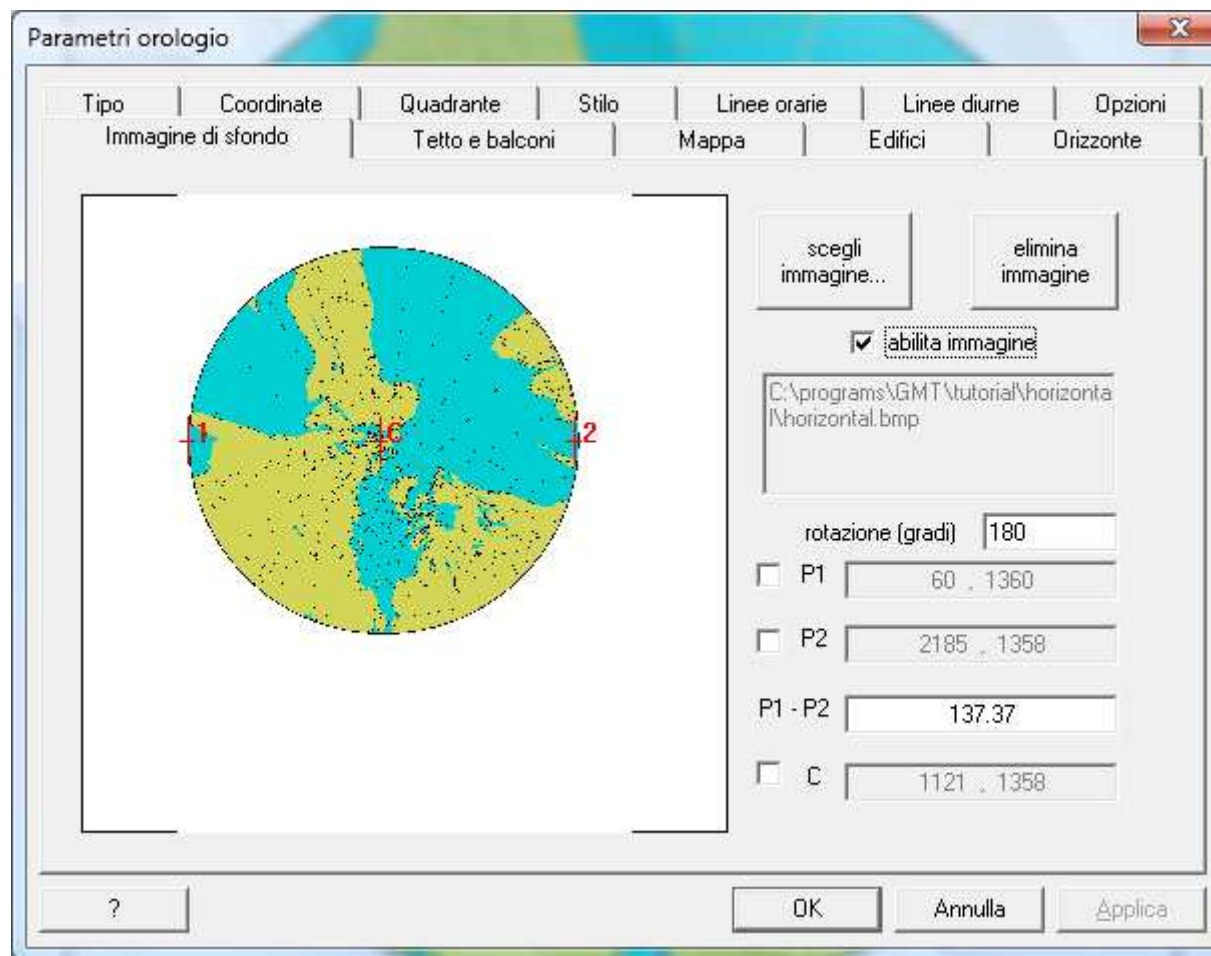 Parametri orologio
Tipo Coordinate Quadrante Stilo Linee orarie Linee diurne Opzioni
Immagine di sfondo Tetto e balconi Mappa Edifici Orizzonte
scegli
immagine...
elimina
immagine
abilita immagine
C:\programs\GMT\tutorial\horizonta
l\horizontal.bmp
1 C 2
rotazione (gradi) 180
P1 60 , 1360
P2 2185 , 1358
P1 - P2 137.37
C 1121 , 1358
? OK Annulla Applica